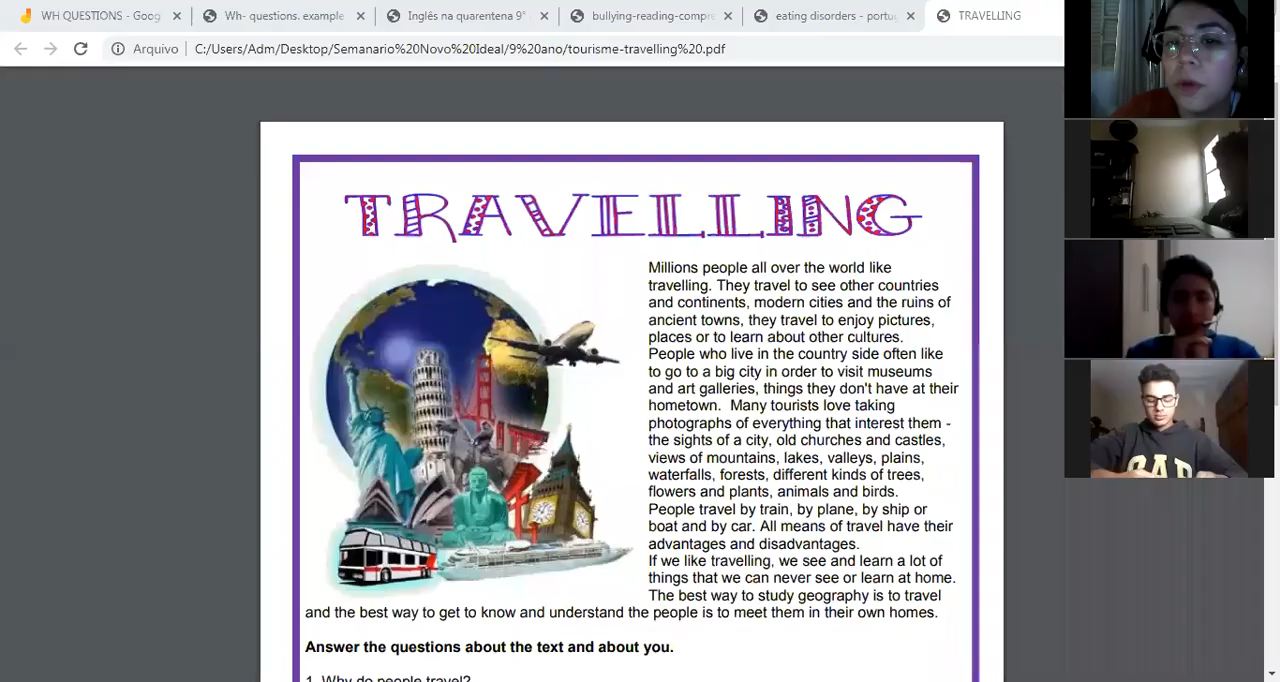 WH QUESTIONS - Goog
Wh- questions. example
Inglês na quarentena 9°
bullying-reading-compre
eating disorders - portug
TRAVELLING
Arquivo
C:/Users/Adm/Desktop/Semanario%20Novo%20Ideal/9%20ano/tourisme-travelling%20.pdf
TRAVELLING
Millions people all over the world like
travelling. They travel to see other countries
and continents, modern cities and the ruins of
ancient towns, they travel to enjoy pictures,
places or to learn about other cultures.
People who live in the country side often like
to go to a big city in order to visit museums
and art galleries, things they don't have at their
hometown. Many tourists love taking
photographs of everything that interest them -
the sights of a city, old churches and castles,
views of mountains, lakes, valleys, plains,
waterfalls, forests, different kinds of trees,
flowers and plants, animals and birds.
People travel by train, by plane, by ship or
boat and by car. All means of travel have their
advantages and disadvantages.
If we like travelling, we see and learn a lot of
things that we can never see or learn at home.
The best way to study geography is to travel
and the best way to get to know and understand the people is to meet them in their own homes.
Answer the questions about the text and about you.
1. Why do people travel?